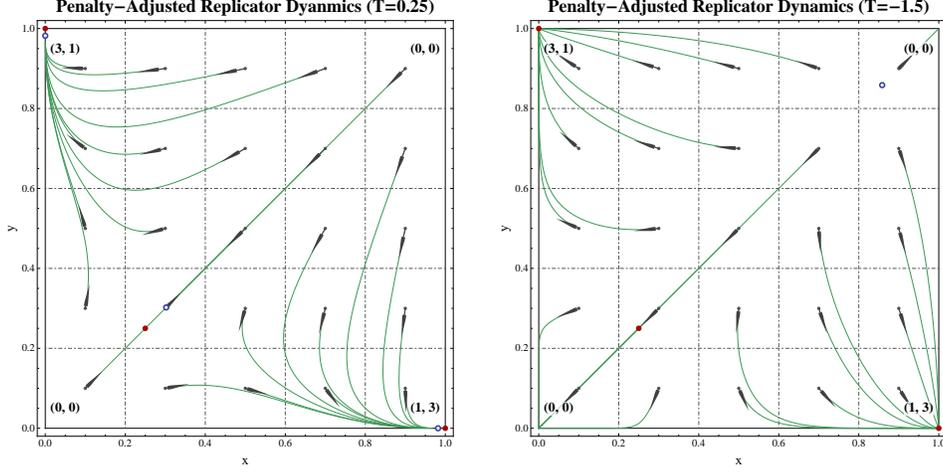 Penalty−Adjusted Replicator Dyanmics (T=0.25)
1.0
(3, 1)
(0, 0)
0.8
0.6
y
0.4
0.2
(0, 0)
(1, 3)
0.0
0.0 0.2 0.4 0.6 0.8 1.0
x
Penalty−Adjusted Replicator Dynamics (T=−1.5)
1.0
(3, 1)
(0, 0)
0.8
0.6
y
0.4
0.2
(0, 0)
(1, 3)
0.0
0.0 0.2 0.4 0.6 0.8 1.0
x